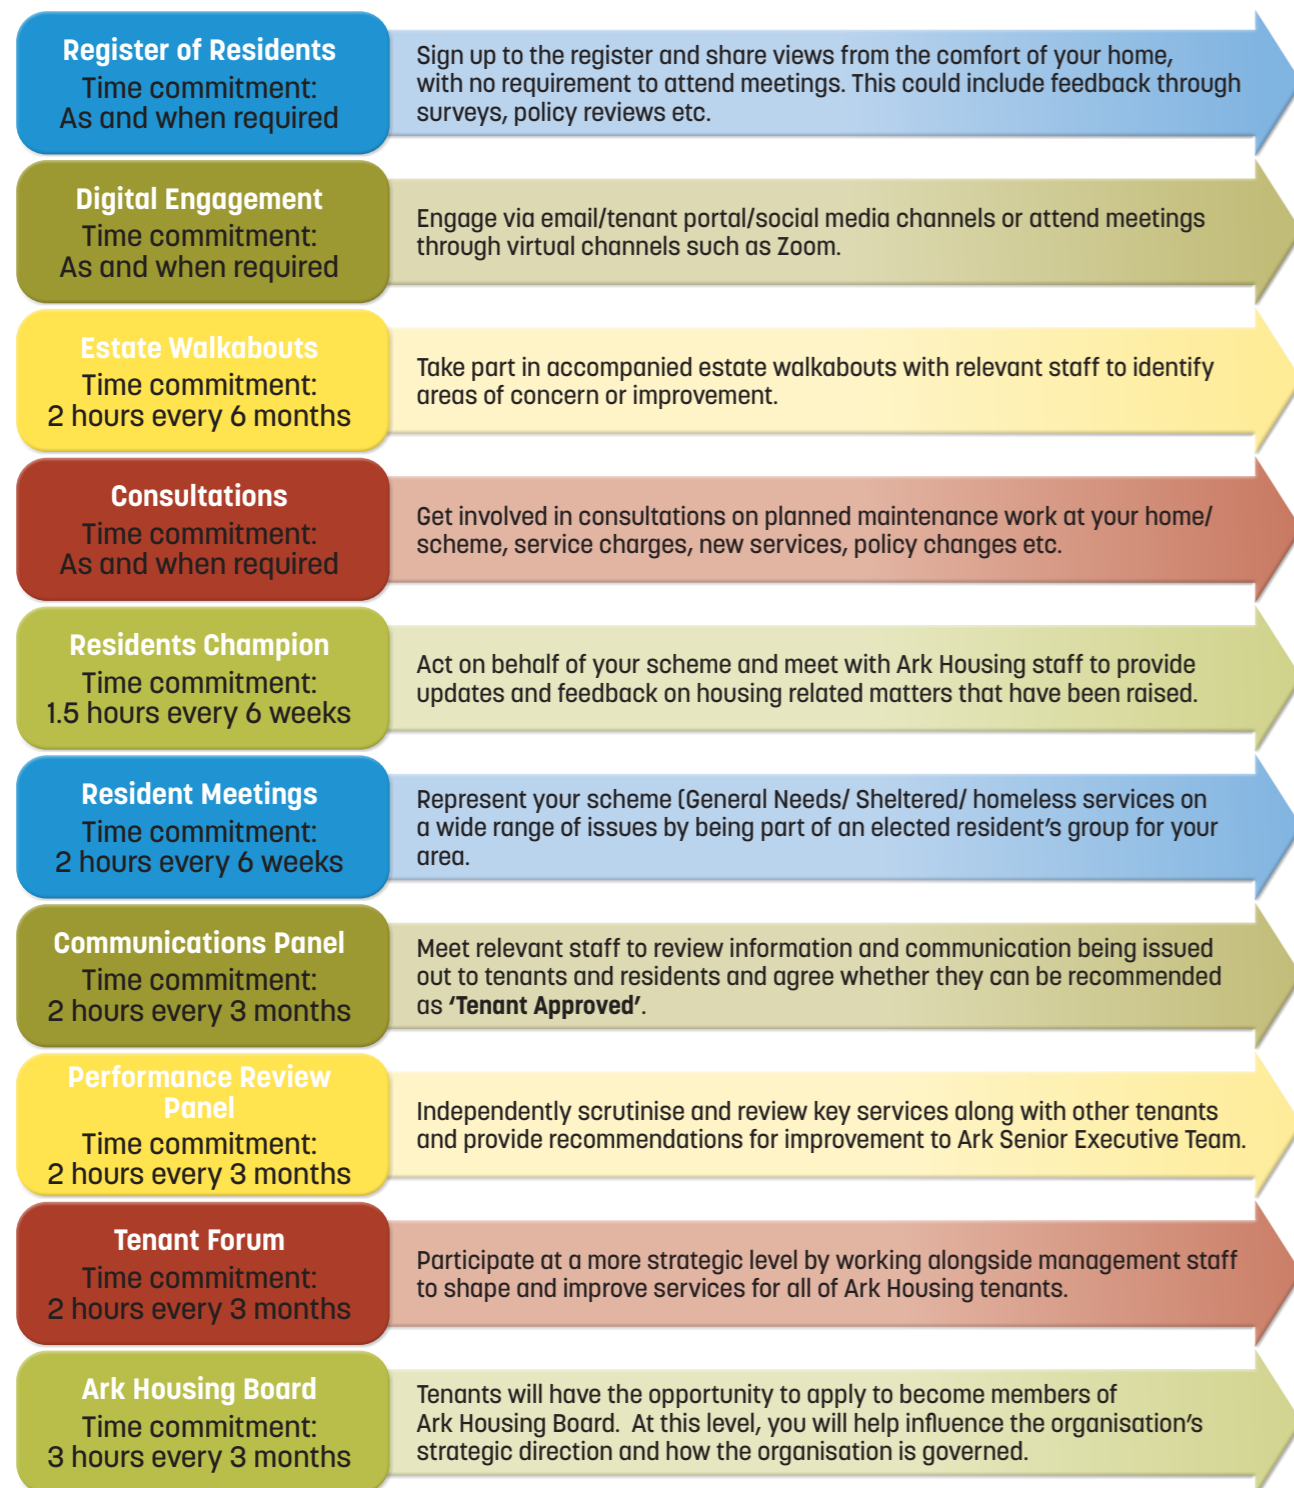 Register of Residents
Time commitment:
As and when required
Sign up to the register and share views from the comfort of your home,
with no requirement to attend meetings. This could include feedback through
surveys, policy reviews etc.
Digital Engagement
Time commitment:
As and when required
Engage via email/tenant portal/social media channels or attend meetings
through virtual channels such as Zoom.
Estate Walkabouts
Time commitment:
2 hours every 6 months
Take part in accompanied estate walkabouts with relevant staff to identify
areas of concern or improvement.
Consultations
Time commitment:
As and when required
Get involved in consultations on planned maintenance work at your home/
scheme, service charges, new services, policy changes etc.
Residents Champion
Time commitment:
1.5 hours every 6 weeks
Act on behalf of your scheme and meet with Ark Housing staff to provide
updates and feedback on housing related matters that have been raised.
Resident Meetings
Time commitment:
2 hours every 6 weeks
Represent your scheme (General Needs/ Sheltered/ homeless services on
a wide range of issues by being part of an elected resident's group for your
area.
Communications Panel
Time commitment:
2 hours every 3 months
Meet relevant staff to review information and communication being issued
out to tenants and residents and agree whether they can be recommended
as 'Tenant Approved'.
Performance Review
Panel
Time commitment:
2 hours every 3 months
Independently scrutinise and review key services along with other tenants
and provide recommendations for improvement to Ark Senior Executive Team.
Tenant Forum
Time commitment:
2 hours every 3 months
Participate at a more strategic level by working alongside management staff
to shape and improve services for all of Ark Housing tenants.
Ark Housing Board
Time commitment:
3 hours every 3 months
Tenants will have the opportunity to apply to become members of
Ark Housing Board.  At this level, you will help influence the organisation's
strategic direction and how the organisation is governed.